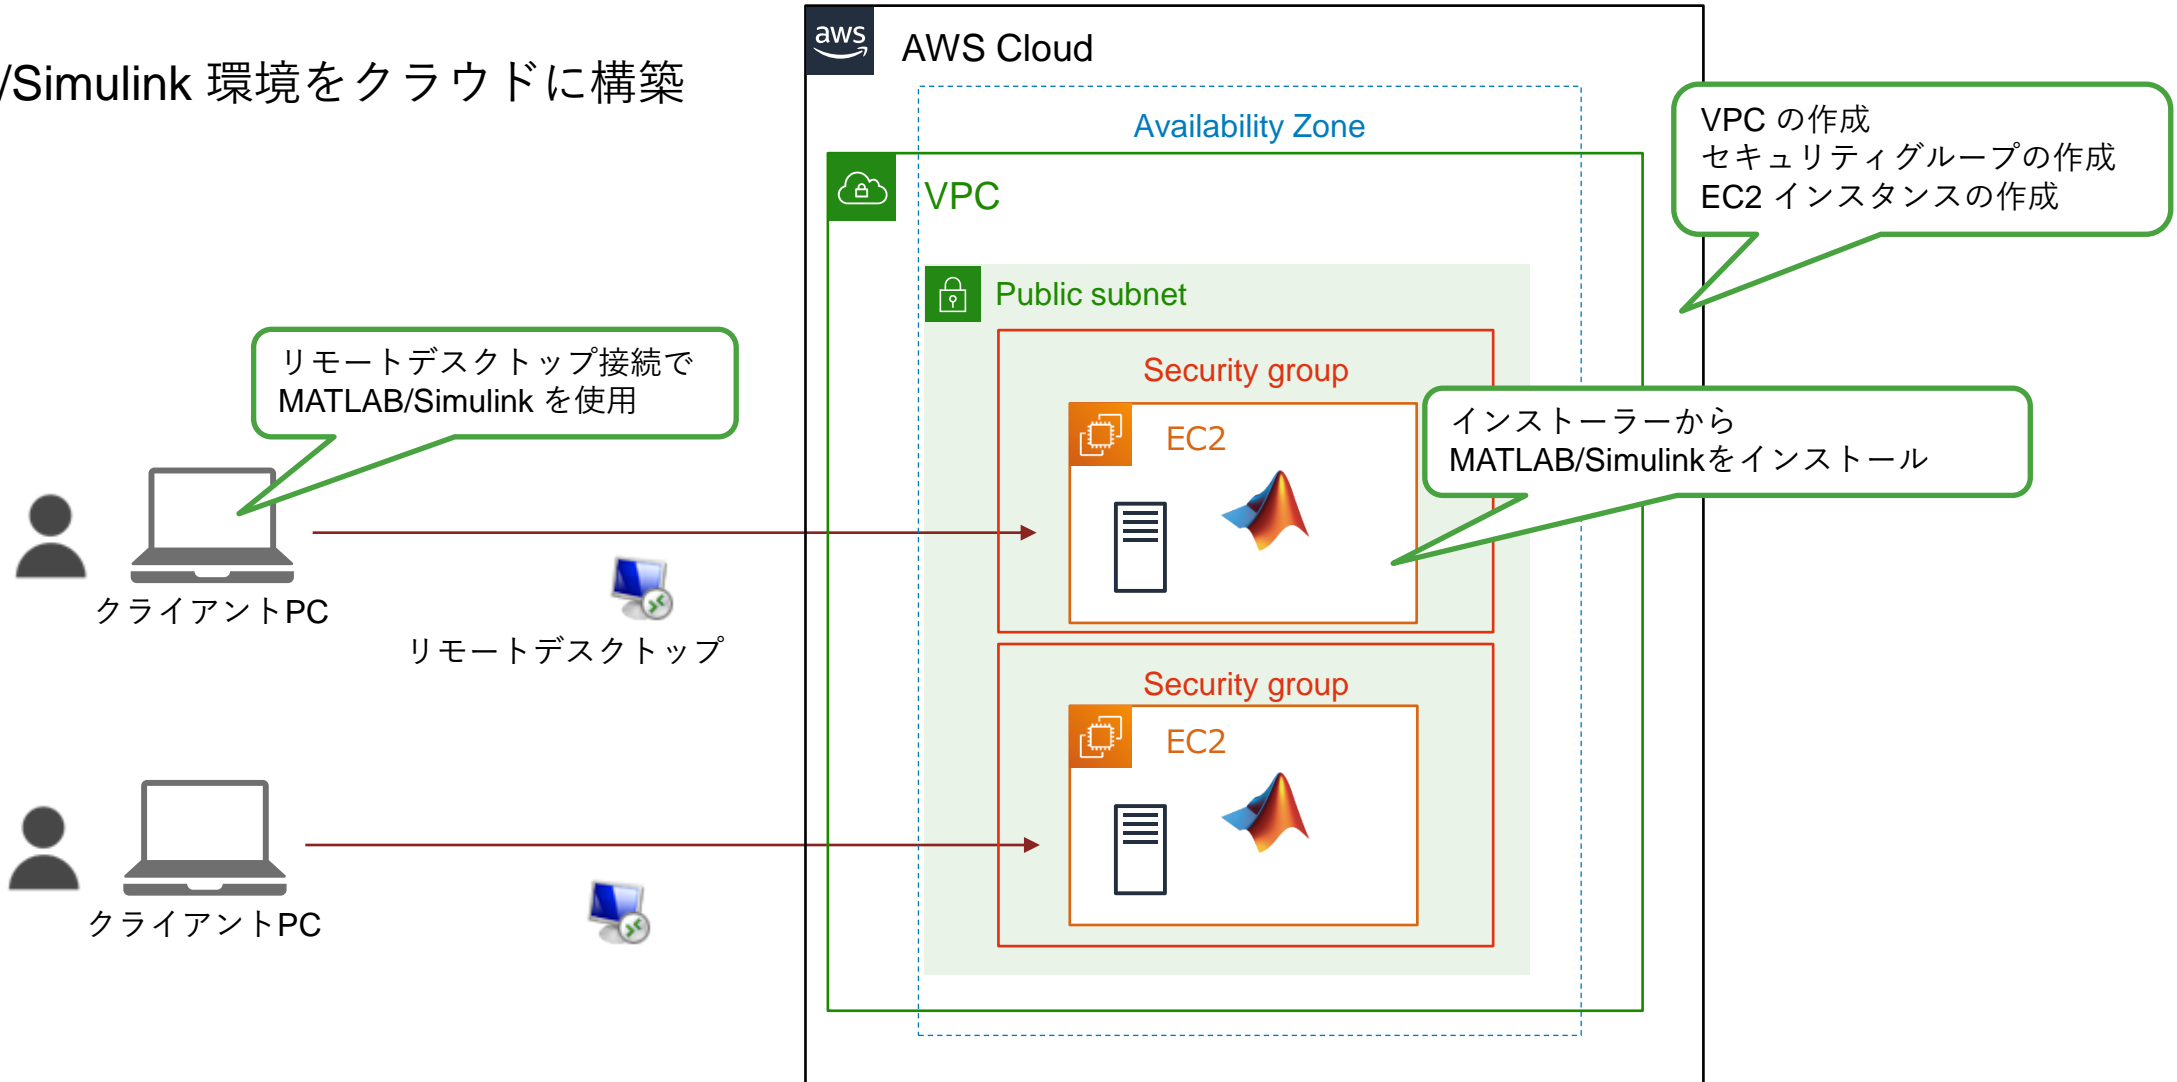 /Simulink 環境をクラウドに構築
aws
AWS Cloud
Availability Zone
VPC
VPC の作成
セキュリティグループの作成
EC2 インスタンスの作成
Public subnet
リモートデスクトップ接続で
MATLAB/Simulink を使用
Security group
EC2
インストーラーから
MATLAB/Simulinkをインストール
クライアントPC
リモートデスクトップ
Security group
EC2
クライアントPC